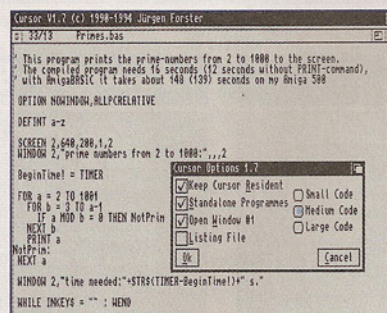 Cursor V1.7 (c) 1990-1994 Jürgen Forster
33/13 Primes.bas
' This program prints the prime-numbers from 2 to 1000 to the screen.
' The compiled program needs 16 seconds (12 seconds without PRINT-command),
' with AmigaBASIC it takes about 140 (139) seconds on my Amiga 500
OPTION NOWINDOW,ALLPCRELATIVE
DEFINT a-z
SCREEN 2,640,200,1,2
WINDOW 2,"prime numbers from 2 to 1000:",,,2
BeginTime! = TIMER
FOR a = 2 TO 1001
FOR b = 3 TO a-1
IF a MOD b = 0 THEN NotPrim
NEXT b
PRINT a
NotPrim:
NEXT a
WINDOW 2,"time needed:"+STR$(TIMER-BeginTime!)+" s."
WHILE INKEY$ = "" : WEND
Cursor Options 1.7
Keep Cursor Resident
Standalone Programmes
Open Window #1
Listing File
Small Code
Medium Code
Large Code
Ok
Cancel